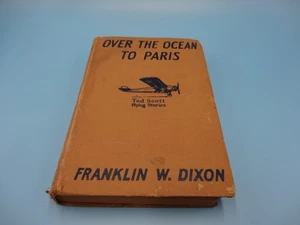 OVER THE OCEAN
TO PARIS
Ted Scott
Flying Stories
FRANKLIN W. DIXON